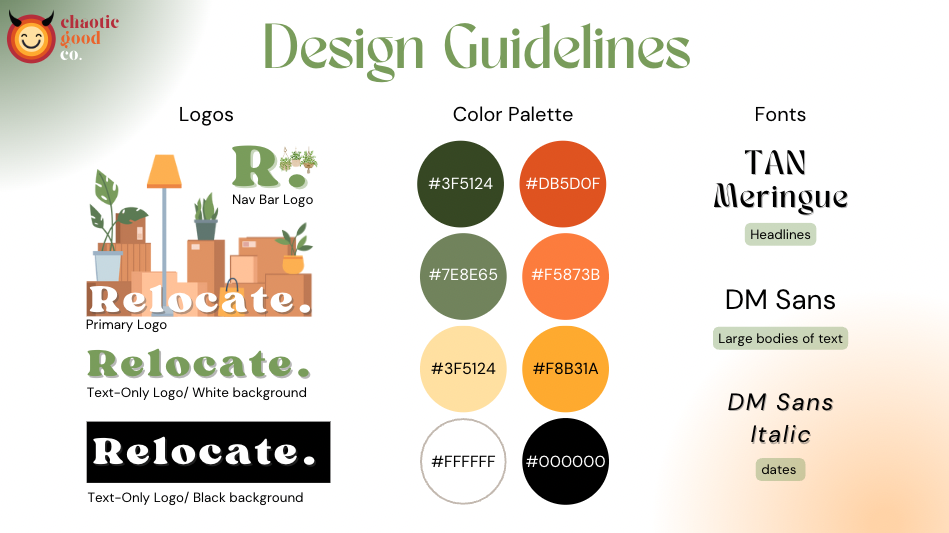 chaotic
good
co.
Design Guidelines
Logos
R.
Nav Bar Logo
Relocate.
Primary Logo
Relocate.
Text-Only Logo/ White background
Relocate.
Text-Only Logo/ Black background
Color Palette
#3F5124
#DB5D0F
#7E8E65
#F5873B
#3F5124
#F8B31A
#FFFFFF
#000000
Fonts
TAN
Meringue
Headlines
DM Sans
Large bodies of text
DM Sans
Italic
dates